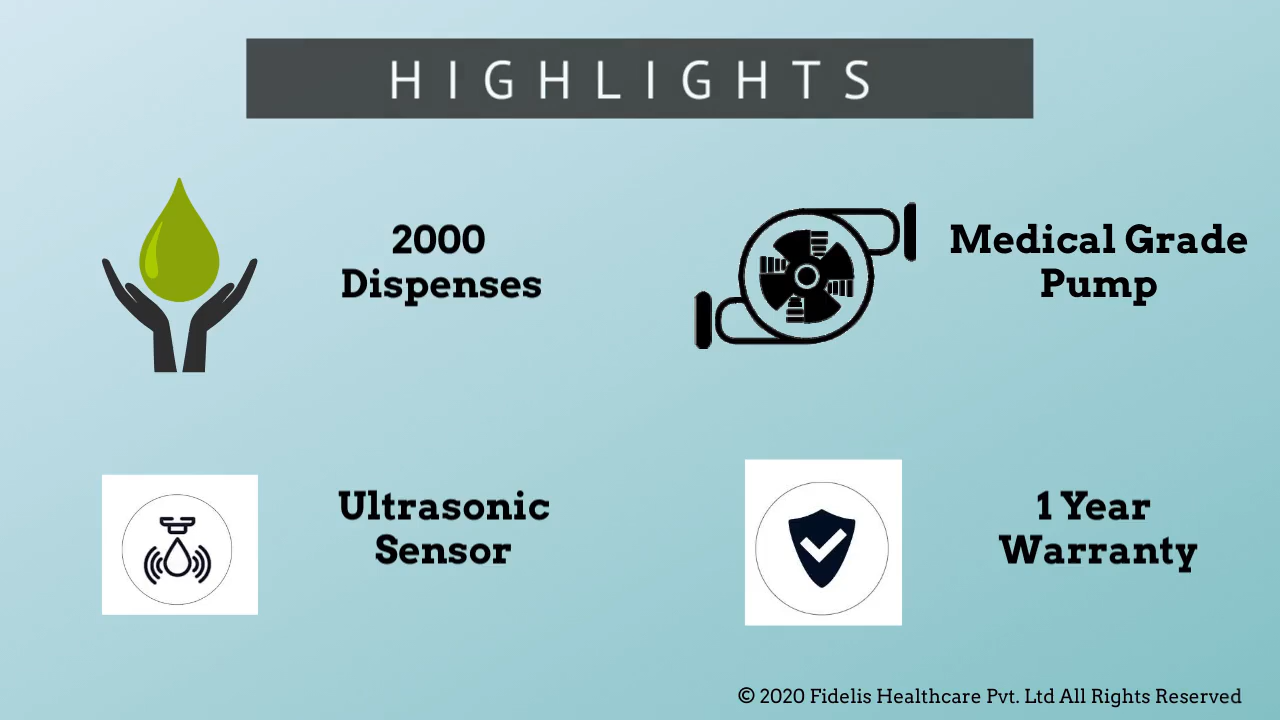 HIGHLIGHTS
2000
Dispenses
Medical Grade
Pump
Ultrasonic
Sensor
1 Year
Warranty
© 2020 Fidelis Healthcare Pvt. Ltd All Rights Reserved